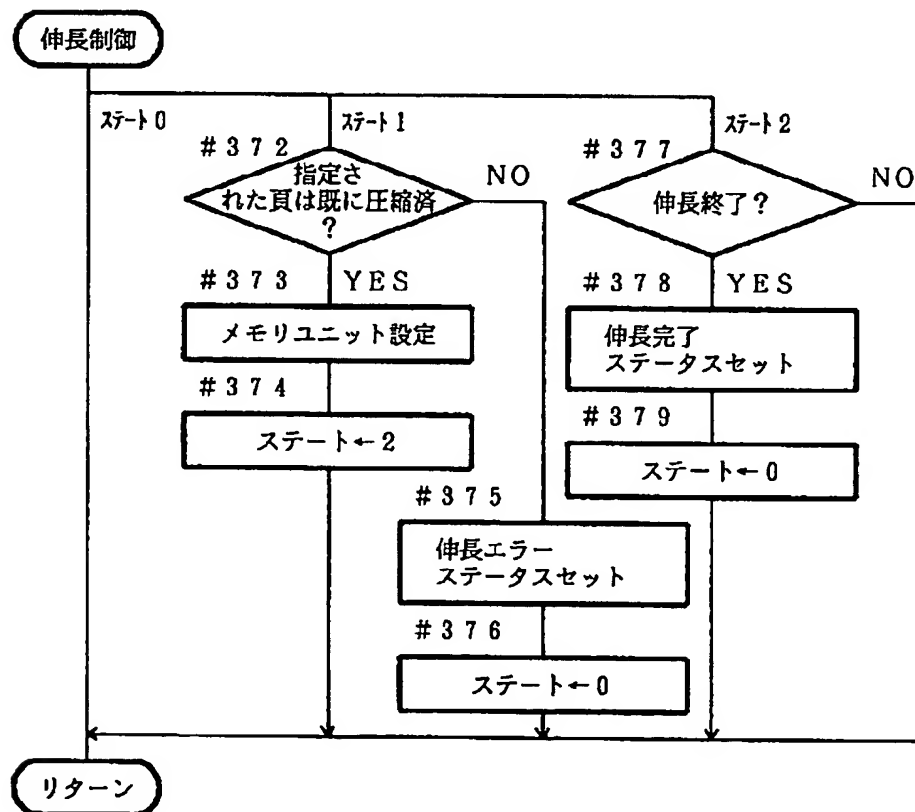 伸長制御
ステート0
ステート1
ステート2
#372
指定さ
れた頁は既に圧縮済
?
NO
YES
#373
メモリユニット設定
#374
ステート←2
#375
伸長エラー
ステータスセット
#376
ステート←0
#377
伸長終了?
NO
YES
#378
伸長完了
ステータスセット
#379
ステート←0
リターン